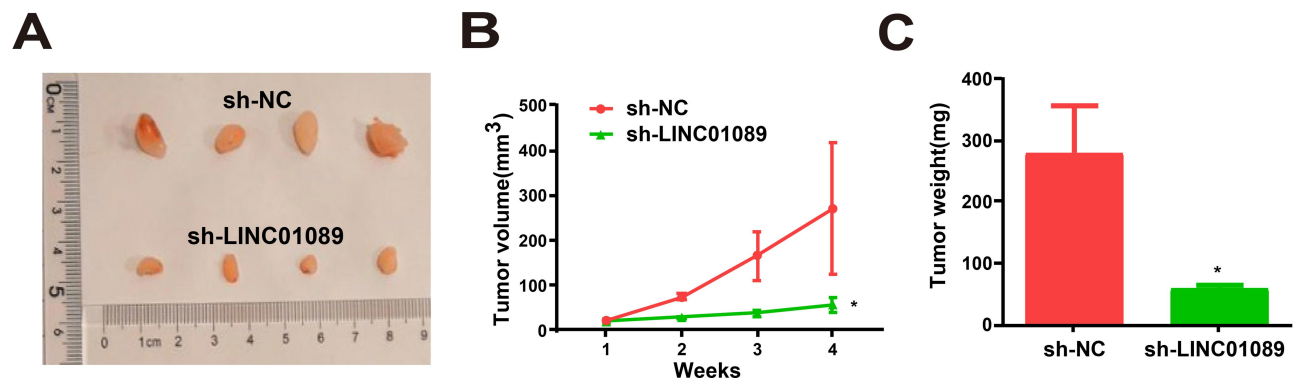 A
B
C
sh-NC
sh-LINC01089
0
CM
1
2
3
4
5
6
0 1cm 2 3 4 5 6 7 8 9
sh-NC
sh-LINC01089
Tumor volume(mm³)
500
400
300
200
100
0
*
1 2 3 4
Weeks
Tumor weight(mg)
400
300
200
100
0
*
sh-NC sh-LINC01089